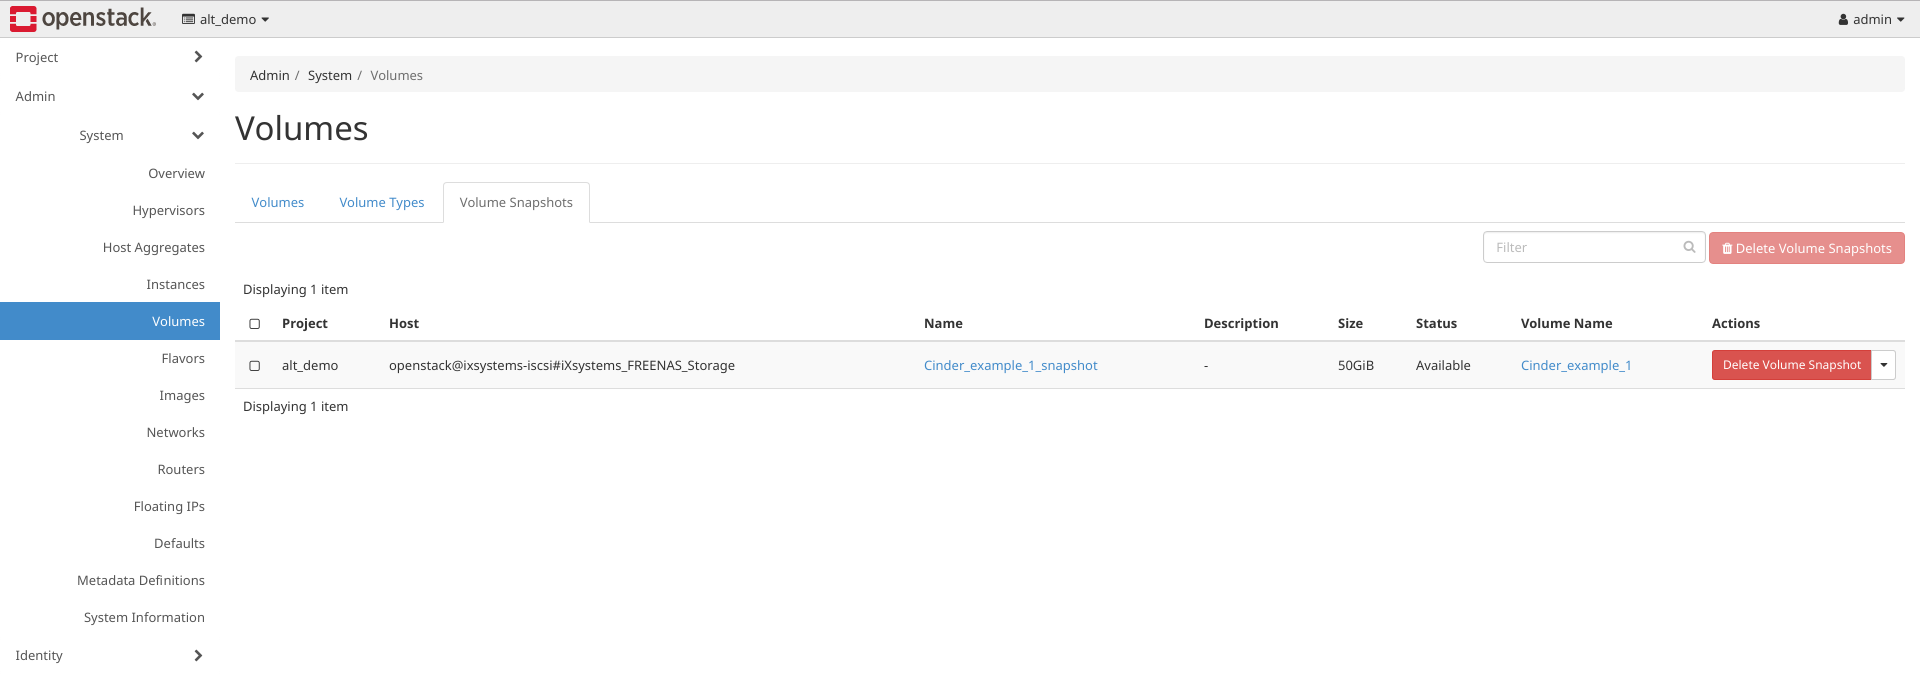 openstack. alt_demo admin
Project
Admin
System
Overview
Hypervisors
Host Aggregates
Instances
Volumes
Flavors
Images
Networks
Routers
Floating IPs
Defaults
Metadata Definitions
System Information
Identity
Admin / System / Volumes
Volumes
Volumes Volume Types Volume Snapshots
Filter Delete Volume Snapshots
Displaying 1 item
Project Host Name Description Size Status Volume Name Actions
alt_demo openstack@ixsystems-iscsi#iXsystems_FREENAS_Storage Cinder_example_1_snapshot - 50GiB Available Cinder_example_1 Delete Volume Snapshot
Displaying 1 item